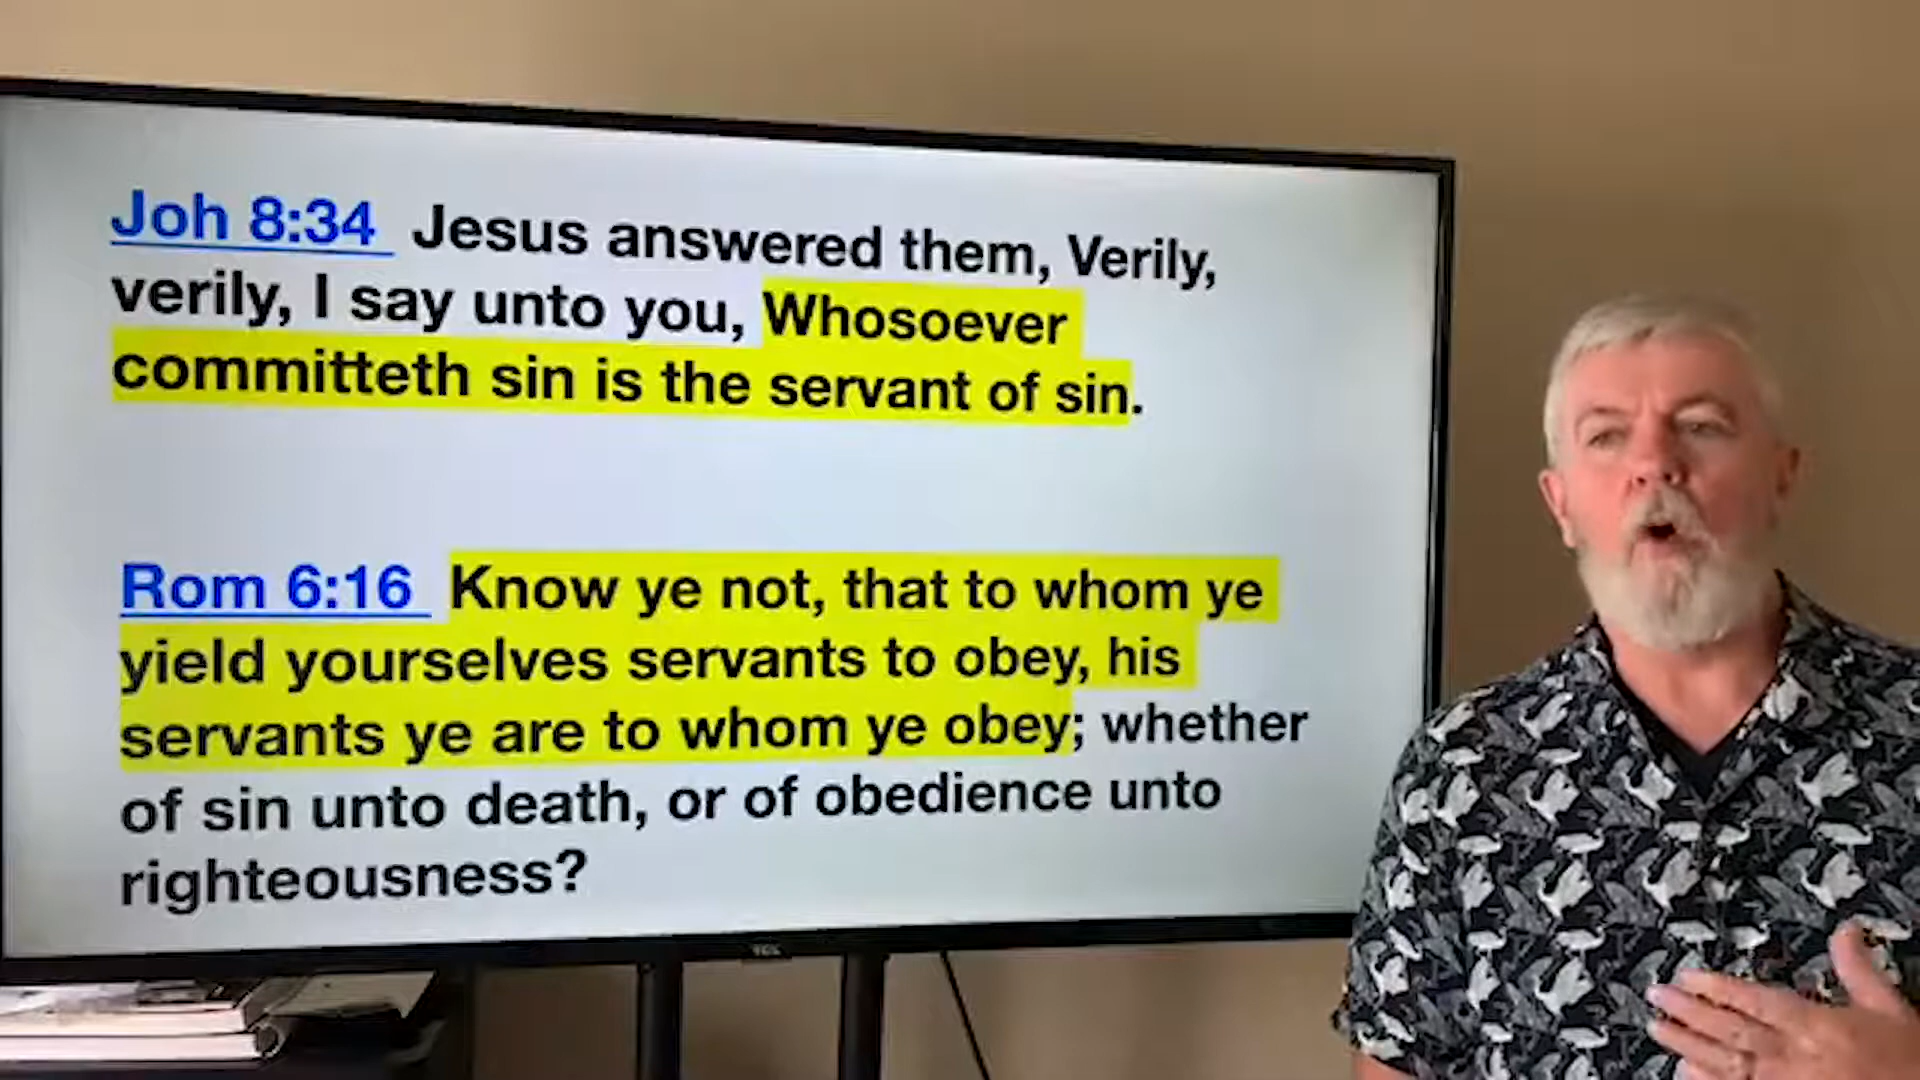 Joh 8:34 Jesus answered them, Verily,
verily, I say unto you, Whosoever
committeth sin is the servant of sin.
Rom 6:16 Know ye not, that to whom ye
yield yourselves servants to obey, his
servants ye are to whom ye obey; whether
of sin unto death, or of obedience unto
righteousness?
TCL